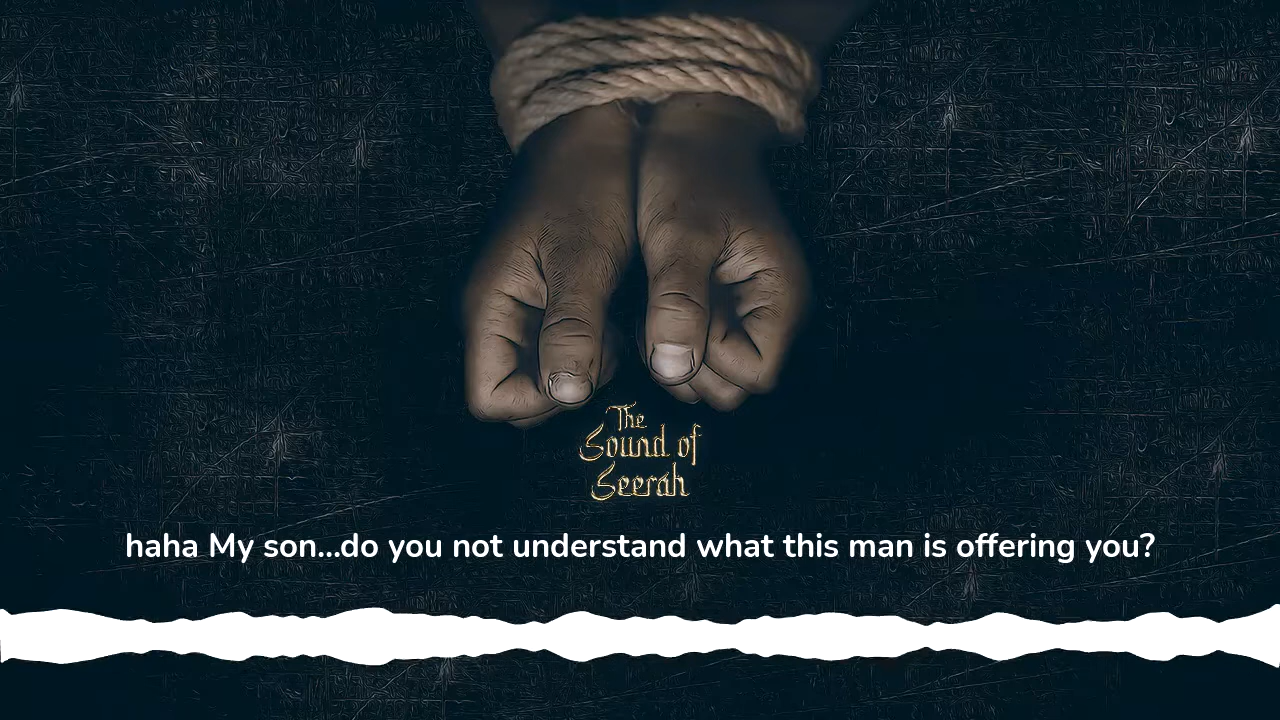 The
Sound of
Seerah
haha My son...do you not understand what this man is offering you?